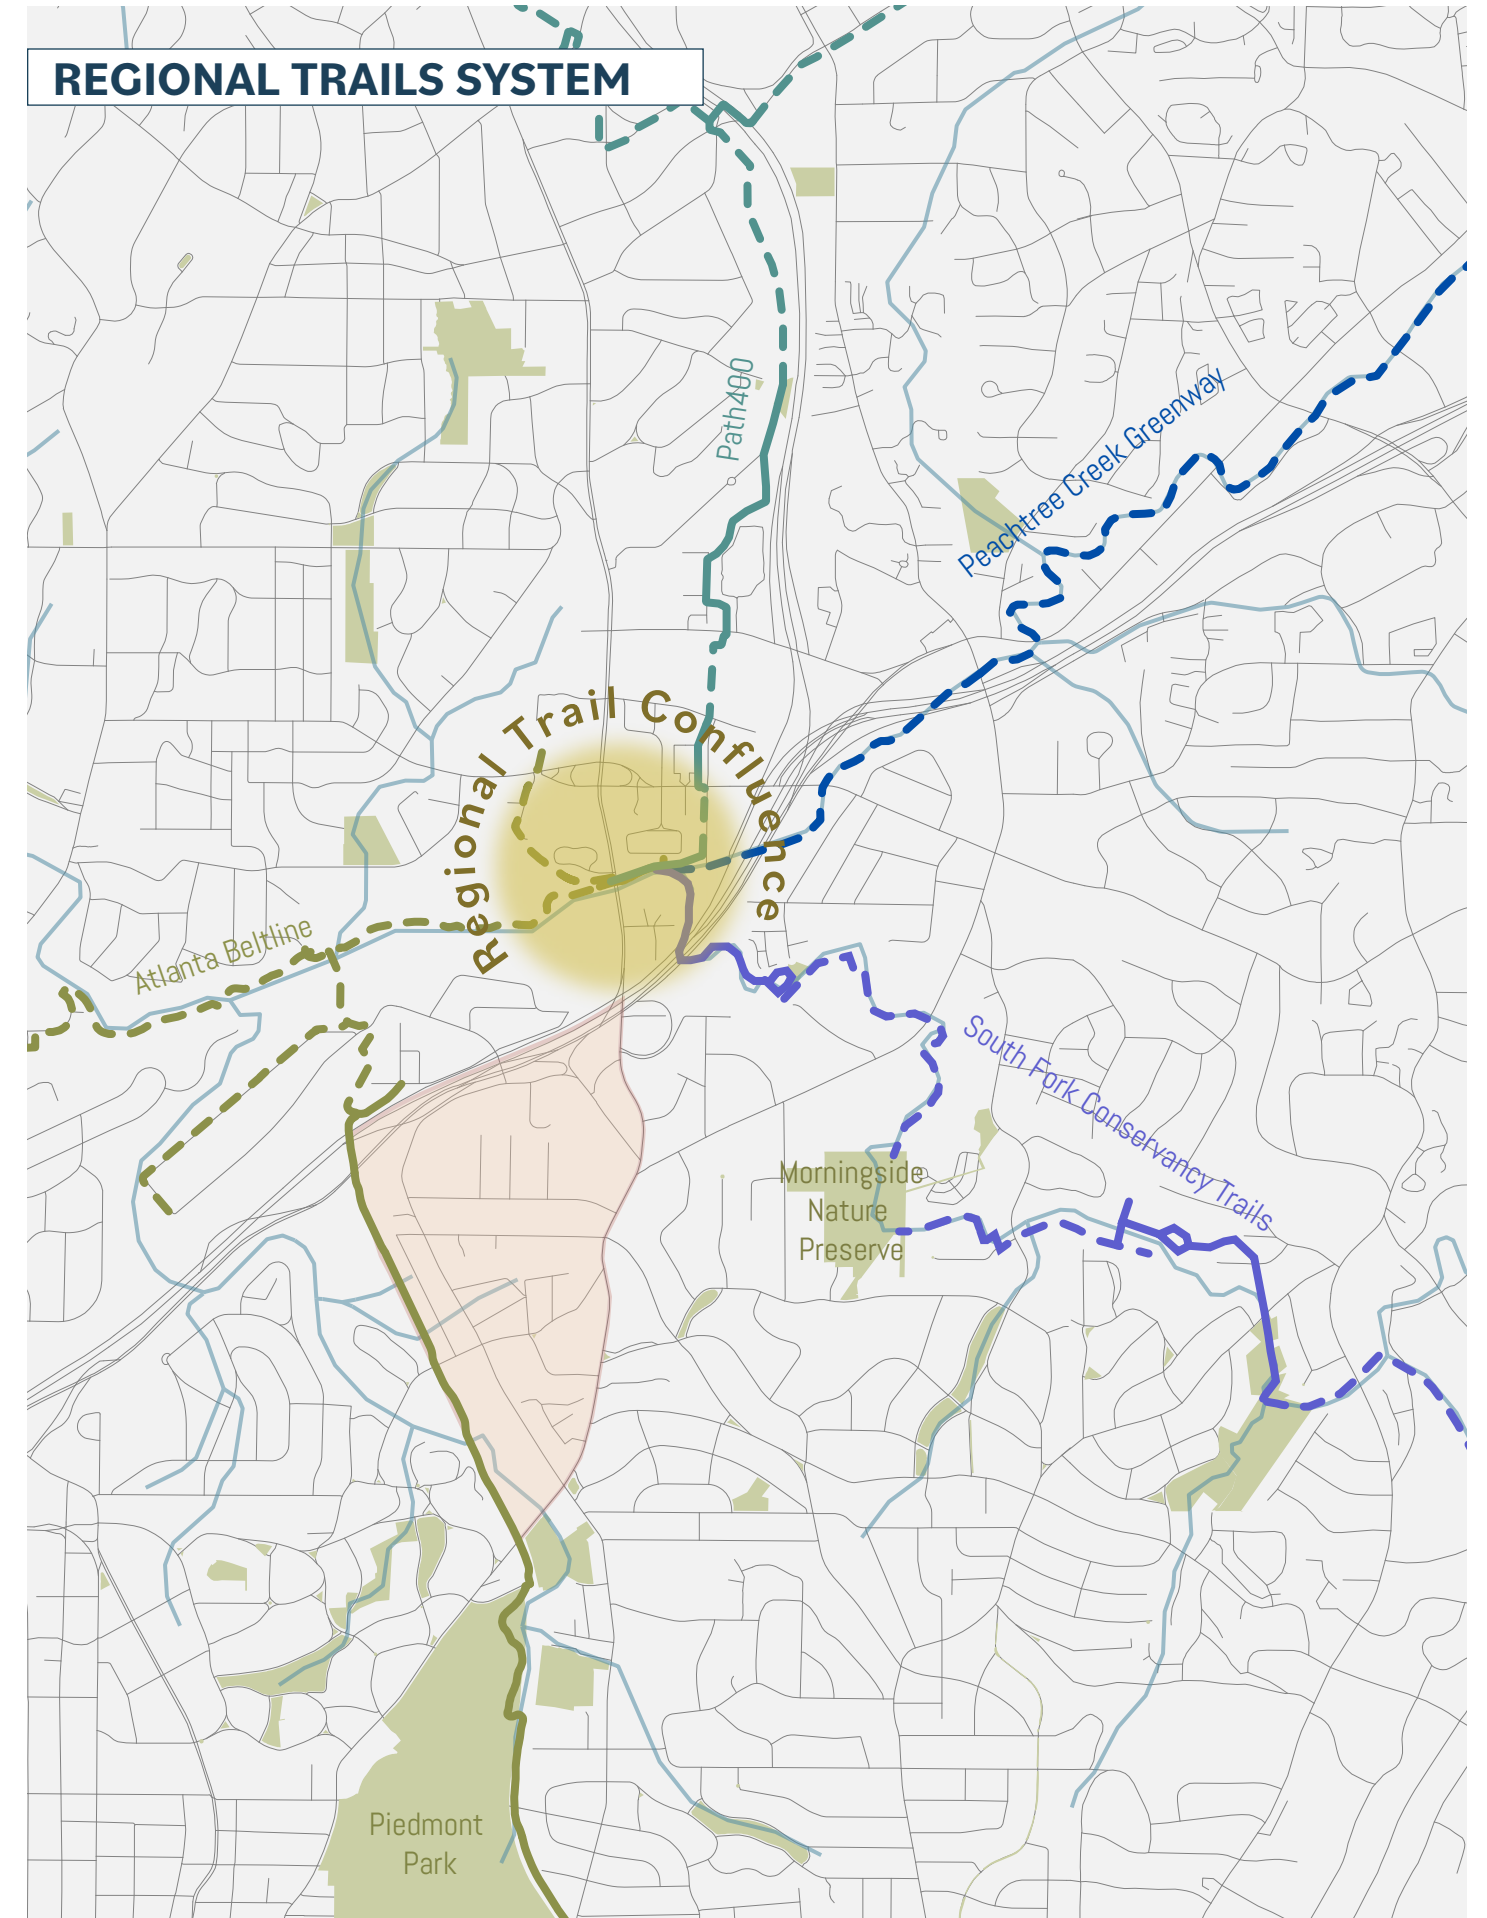 REGIONAL TRAILS SYSTEM
Path400
Peachtree Creek Greenway
Regional Trail Confluence
Atlanta Beltline
South Fork Conservancy Trails
Morningside
Nature
Preserve
Piedmont
Park